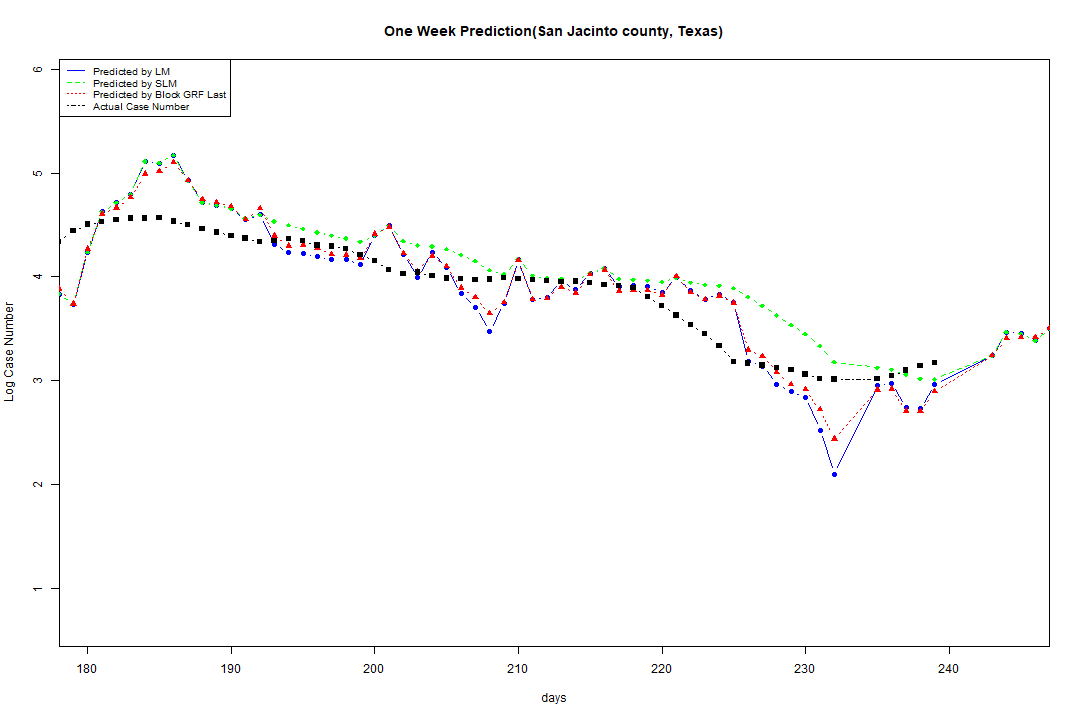 One Week Prediction(San Jacinto county, Texas)
Predicted by LM
Predicted by SLM
Predicted by Block GRF Last
Actual Case Number
6
5
4
3
2
1
Log Case Number
180 190 200 210 220 230 240
days